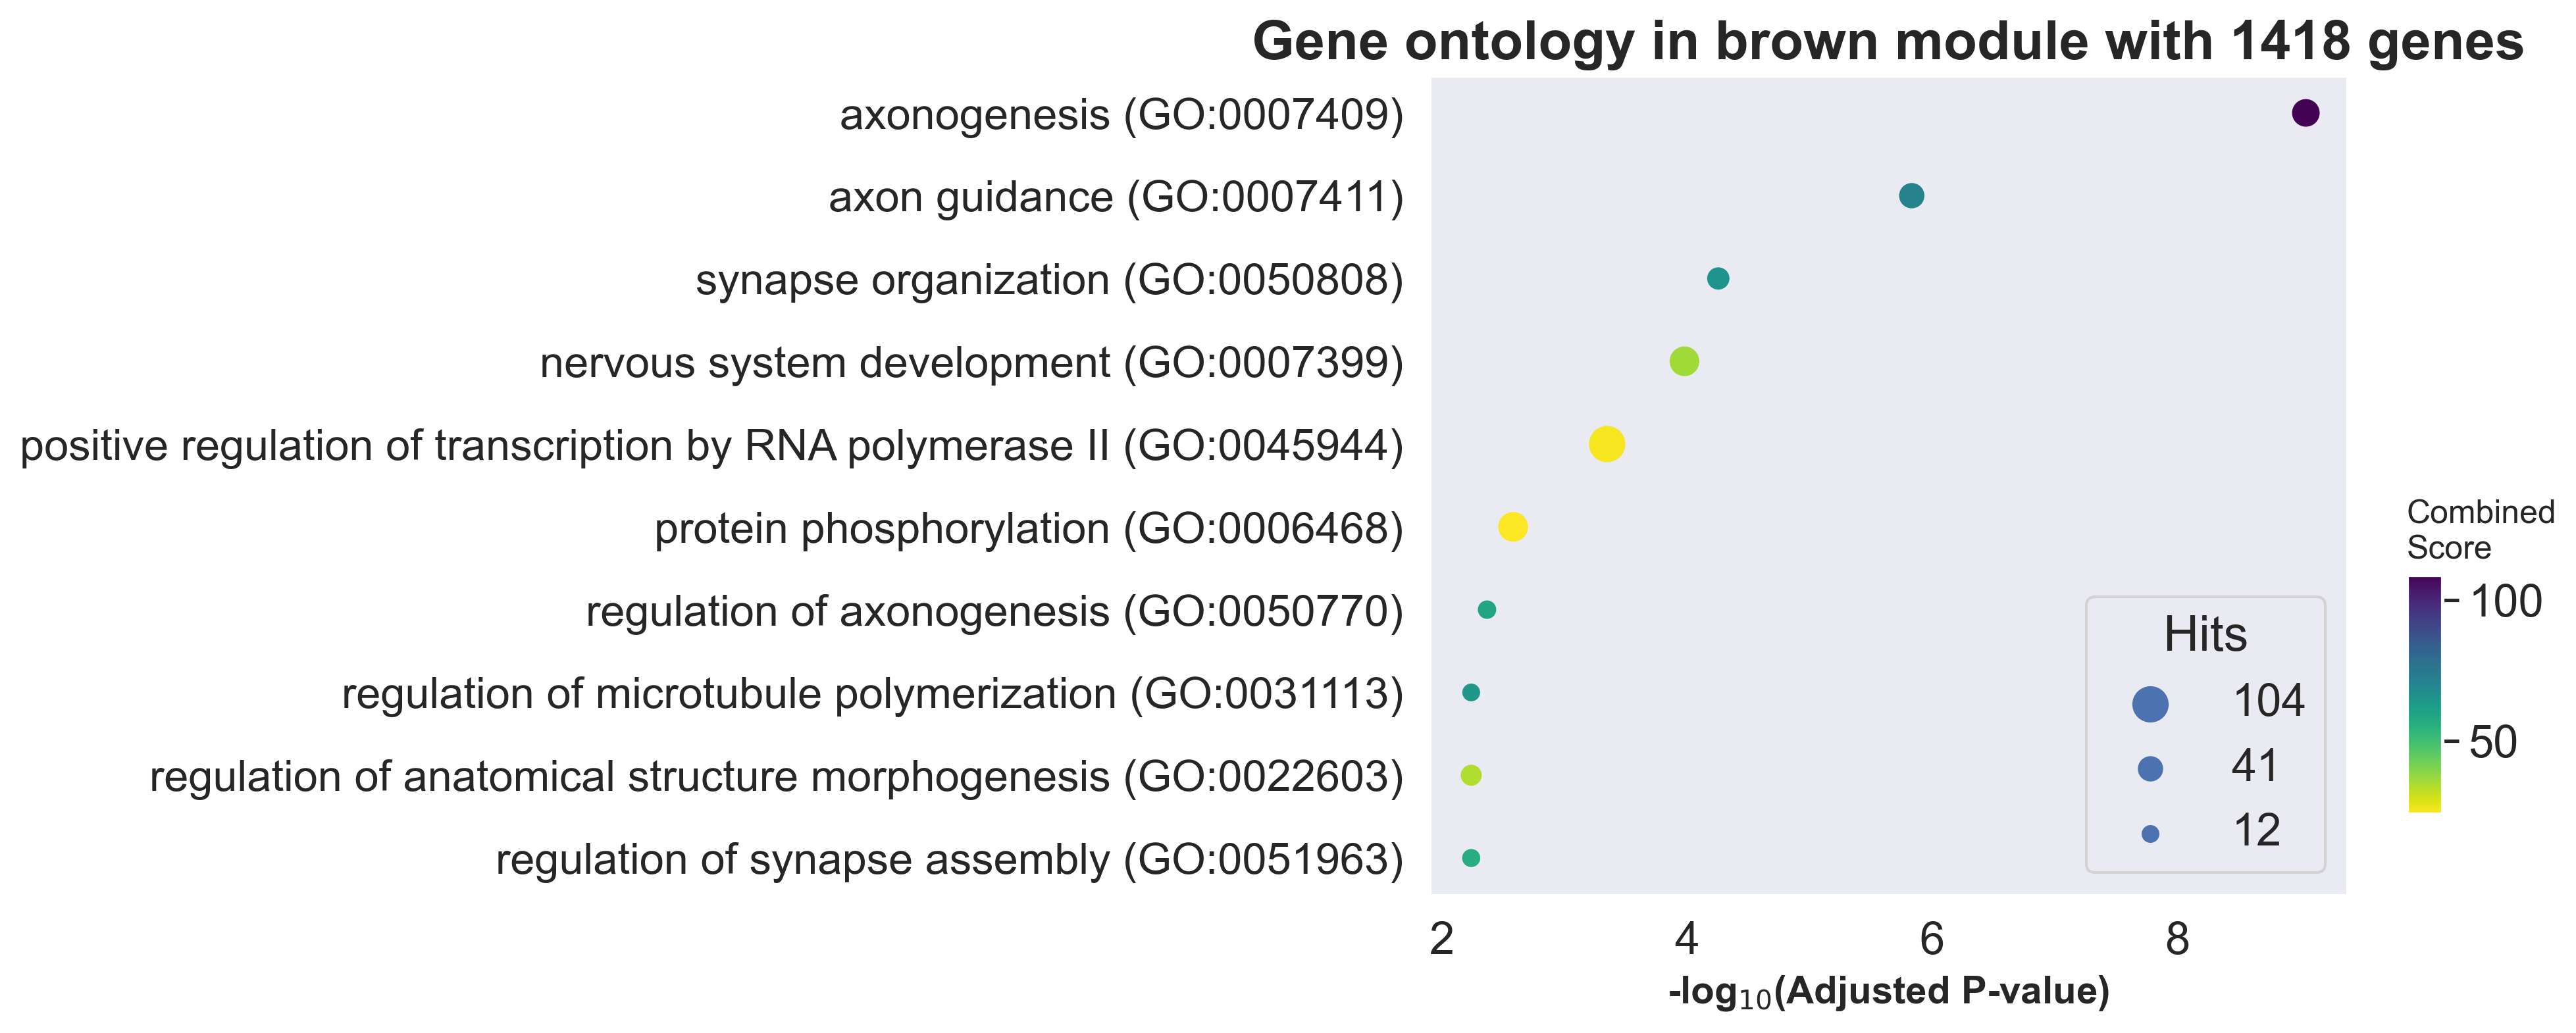 Gene ontology in brown module with 1418 genes
axonogenesis (GO:0007409)
axon guidance (GO:0007411)
synapse organization (GO:0050808)
nervous system development (GO:0007399)
positive regulation of transcription by RNA polymerase II (GO:0045944)
protein phosphorylation (GO:0006468)
regulation of axonogenesis (GO:0050770)
regulation of microtubule polymerization (GO:0031113)
regulation of anatomical structure morphogenesis (GO:0022603)
regulation of synapse assembly (GO:0051963)
2 4 6 8
-log10(Adjusted P-value)
Hits
104
41
12
Combined
Score
100
50